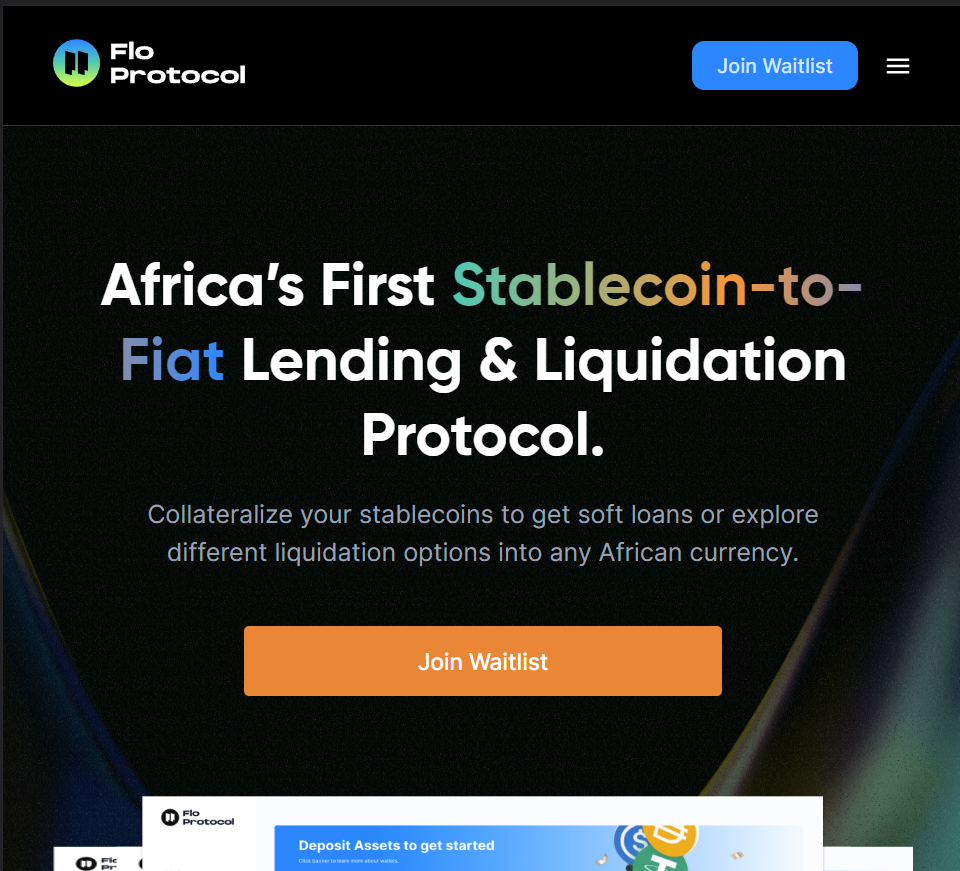 Flo
Protocol
Join Waitlist
Africa’s First Stablecoin-to-
Fiat Lending & Liquidation
Protocol.
Collateralize your stablecoins to get soft loans or explore
different liquidation options into any African currency.
Join Waitlist
Flo
Protocol
Deposit Assets to get started
Click banner to learn more about wallets.